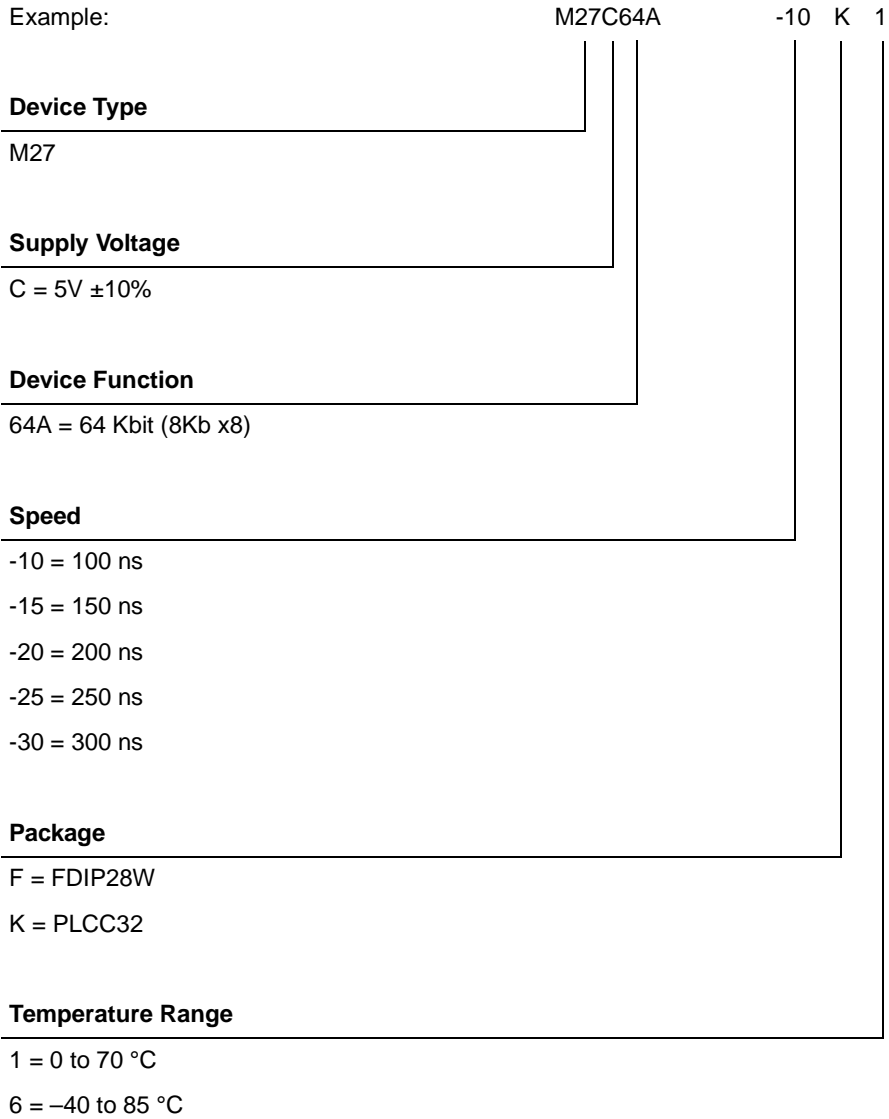 Example: M27C64A -10 K 1
Device Type
M27
Supply Voltage
C = 5V ±10%
Device Function
64A = 64 Kbit (8Kb x8)
Speed
-10 = 100 ns
-15 = 150 ns
-20 = 200 ns
-25 = 250 ns
-30 = 300 ns
Package
F = FDIP28W
K = PLCC32
Temperature Range
1 = 0 to 70 °C
6 = –40 to 85 °C